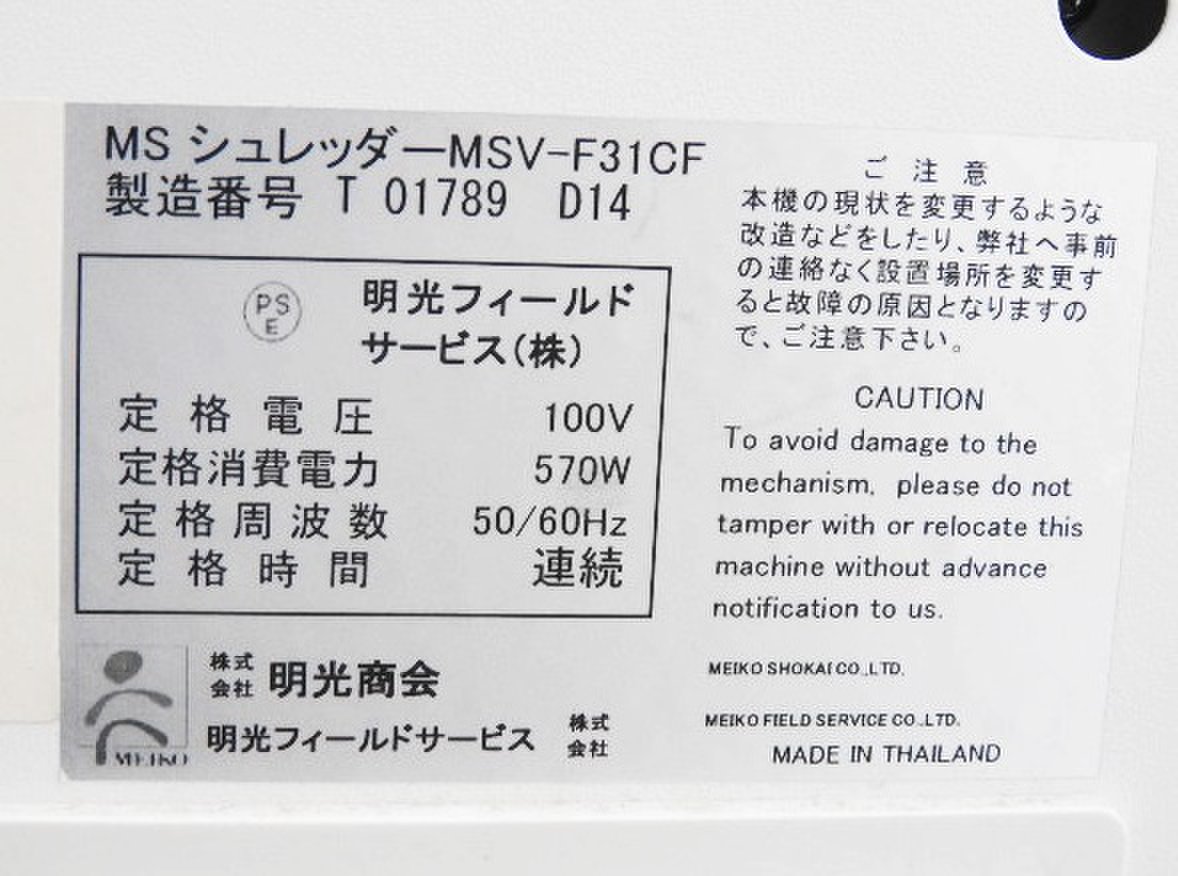 MS シュレッダーMSV-F31CF
製造番号 T 01789 D14
PS
E
明光フィールド
サービス(株)
定格電圧 100V
定格消費電力 570W
定格周波数 50/60Hz
定格時間 連続
MEIKO
株式
会社 明光商会
明光フィールドサービス 株式
会社
ご注意
本機の現状を変更するような
改造などをしたり、弊社へ事前
の連絡なく設置場所を変更す
ると故障の原因となりますの
で、ご注意下さい。
CAUTION
To avoid damage to the
mechanism, please do not
tamper with or relocate this
machine without advance
notification to us.
MEIKO SHOKAI CO.,LTD.
MEIKO FIELD SERVICE CO.,LTD.
MADE IN THAILAND